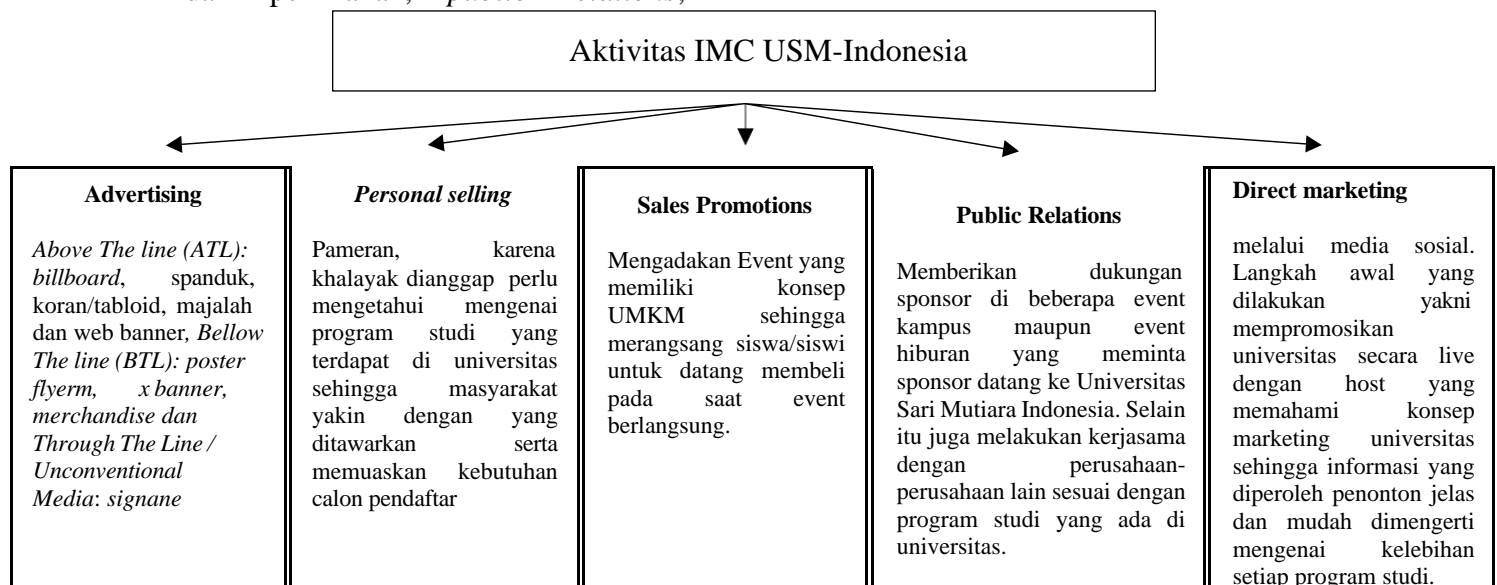 Aktivitas IMC USM-Indonesia
Advertising
Above The line (ATL):
billboard, spanduk,
koran/tabloid, majalah
dan web banner, Bellow
The line (BTL): poster
flyerm, x banner,
merchandise dan
Through The Line /
Unconventional
Media: signane
Personal selling
Pameran, karena
khalayak dianggap perlu
mengetahui mengenai
program studi yang
terdapat di universitas
sehingga masyarakat
yakin dengan yang
ditawarkan serta
memuaskan kebutuhan
calon pendaftar
Sales Promotions
Mengadakan Event yang
memiliki konsep
UMKM sehingga
merangsang siswa/siswi
untuk datang membeli
pada saat event
berlangsung.
Public Relations
Memberikan dukungan
sponsor di beberapa event
kampus maupun event
hiburan yang meminta
sponsor datang ke Universitas
Sari Mutiara Indonesia. Selain
itu juga melakukan kerjasama
dengan perusahaan-
perusahaan lain sesuai dengan
program studi yang ada di
universitas.
Direct marketing
melalui media sosial.
Langkah awal yang
dilakukan yakni
mempromosikan
universitas secara live
dengan host yang
memahami konsep
marketing universitas
sehingga informasi yang
diperoleh penonton jelas
dan mudah dimengerti
mengenai kelebihan
setiap program studi.